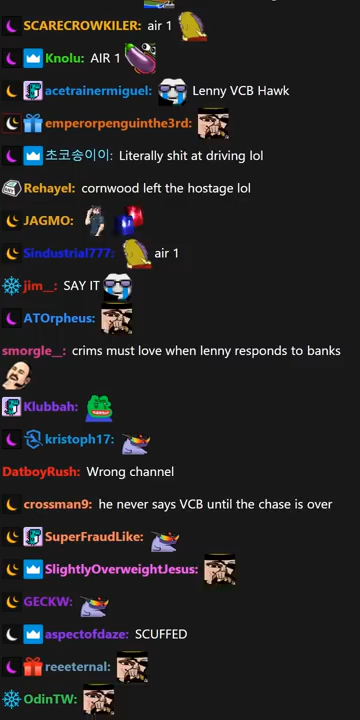 SCARECROWKILER: air 1
Knolu: AIR 1
acetrainermiguel: Lenny VCB Hawk
emperorpenguinthe3rd:
초코송이이: Literally shit at driving lol
Rehayel: cornwood left the hostage lol
JAGMO:
Sindustrial777: air 1
jim__: SAY IT
ATOrpheus:
smorgle__: crims must love when lenny responds to banks
Klubbah:
kristoph17:
DatboyRush: Wrong channel
crossman9: he never says VCB until the chase is over
SuperFraudLike:
SlightlyOverweightJesus:
GECKW:
aspectofdaze: SCUFFED
reeeternal:
OdinTW: